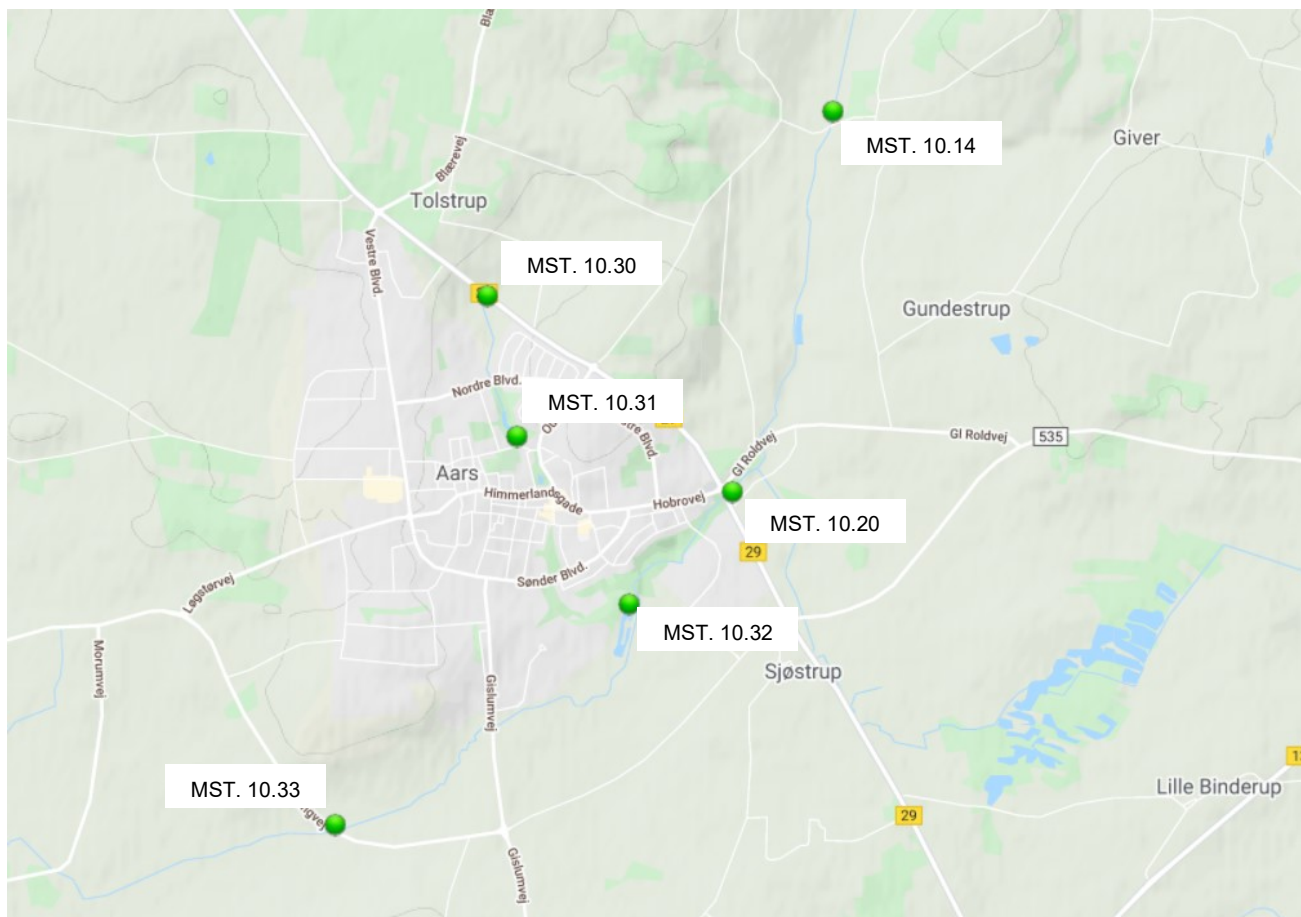 Blærevej
MST. 10.14
Giver
Tolstrup
Vestre Blvd.
MST. 10.30
Gundestrup
Nordre Blvd.
MST. 10.31
Gl Roldvej
535
Gl Roldvej
Aars
Himmerlandsgade
Hobrovej
MST. 10.20
29
Sønder Blvd.
Løgstørvej
MST. 10.32
Morumvej
Sjøstrup
Gislumvej
MST. 10.33
Lille Binderup
29
Gislumvej